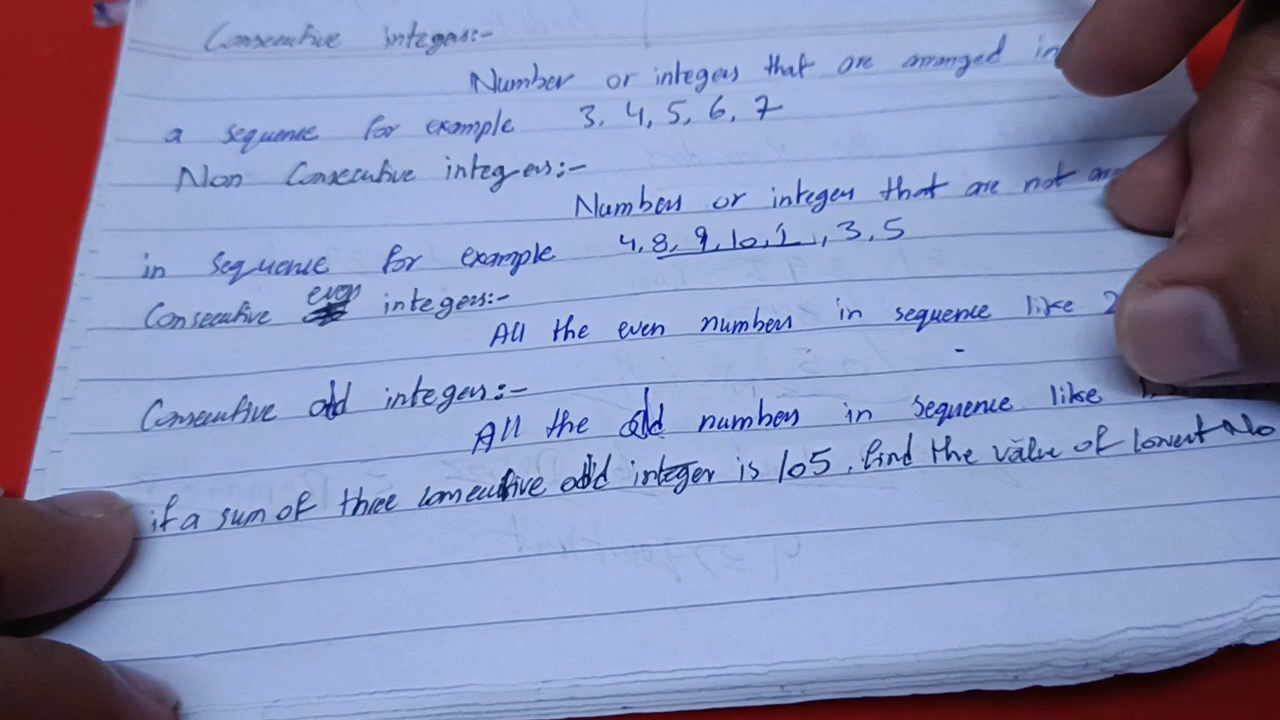 Consecutive integers:-
Number or integers that are arranged in
a sequence for example 3, 4, 5, 6, 7
Non Consecutive integers:-
Numbers or integers that are not
in sequence for example 4, 8, 9, 10, 1, 3, 5
Consecutive even integers:-
All the even numbers in sequence like 2
Consecutive odd integers:-
All the odd numbers in sequence like
if a sum of three consecutive odd integer is 105, find the value of lowest No